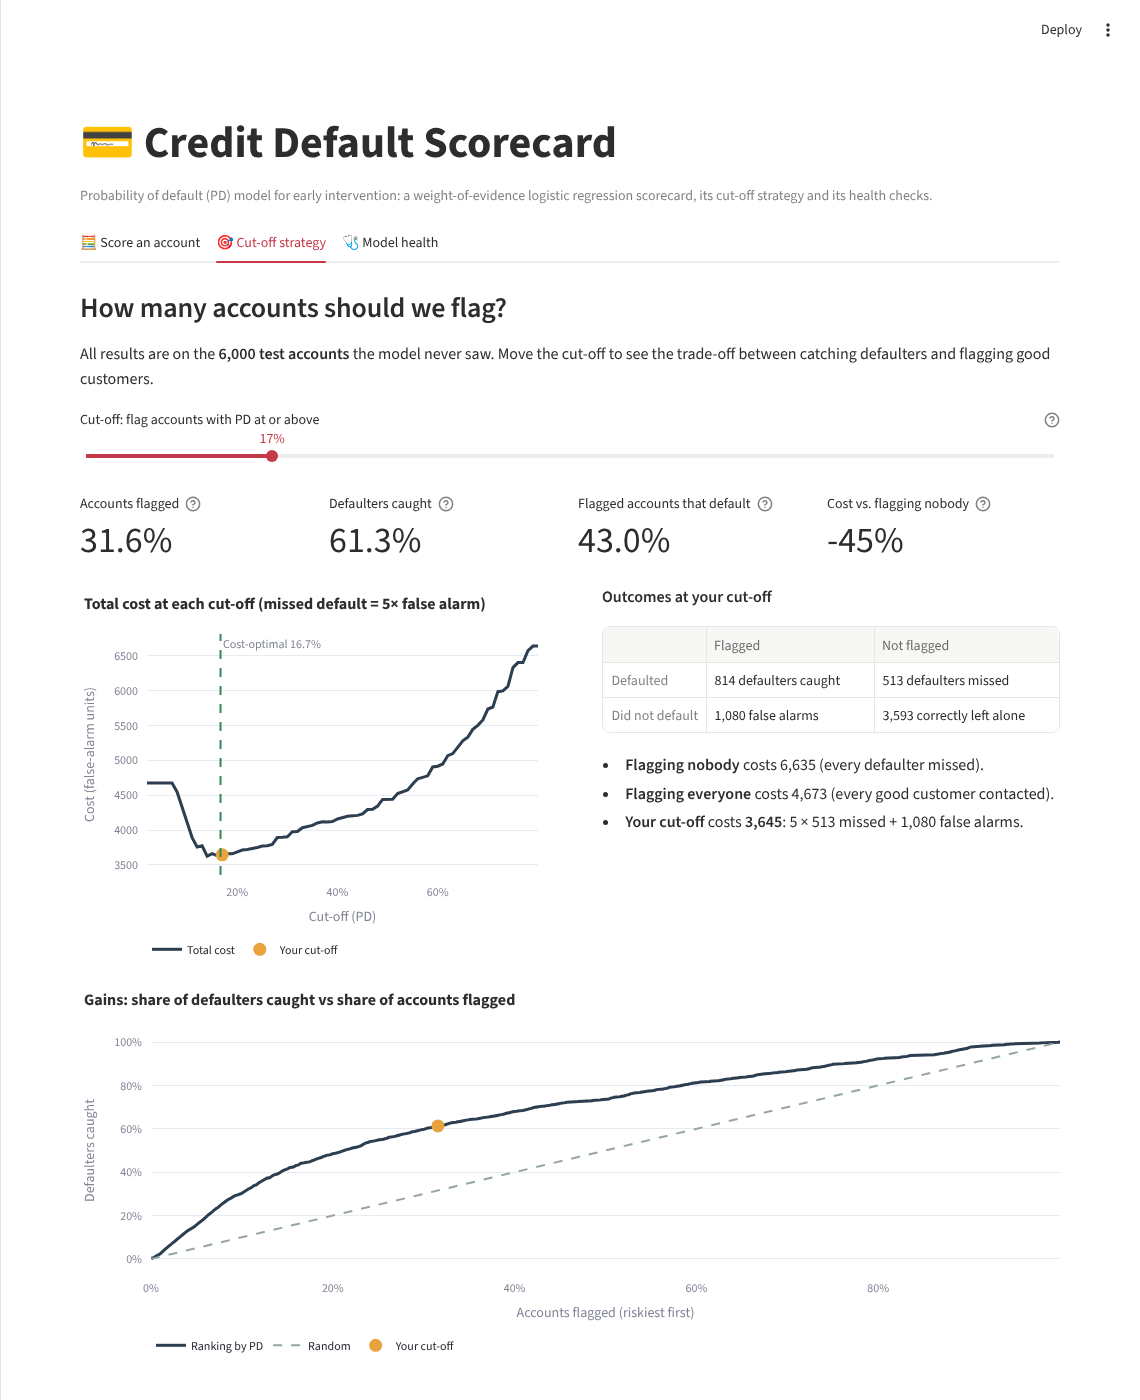 Deploy
Credit Default Scorecard
Probability of default (PD) model for early intervention: a weight-of-evidence logistic regression scorecard, its cut-off strategy and its health checks.
Score an account
Cut-off strategy
Model health
How many accounts should we flag?
All results are on the 6,000 test accounts the model never saw. Move the cut-off to see the trade-off between catching defaulters and flagging good
customers.
Cut-off: flag accounts with PD at or above
17%
Accounts flagged
31.6%
Defaulters caught
61.3%
Flagged accounts that default
43.0%
Cost vs. flagging nobody
-45%
Total cost at each cut-off (missed default = 5× false alarm)
Cost-optimal 16.7%
6500
6000
5500
5000
4500
4000
3500
Cost (false-alarm units)
20%
40%
60%
Cut-off (PD)
Total cost
Your cut-off
Outcomes at your cut-off
Flagged
Not flagged
Defaulted
814 defaulters caught
513 defaulters missed
Did not default
1,080 false alarms
3,593 correctly left alone
• Flagging nobody costs 6,635 (every defaulter missed).
• Flagging everyone costs 4,673 (every good customer contacted).
• Your cut-off costs 3,645: 5 × 513 missed + 1,080 false alarms.
Gains: share of defaulters caught vs share of accounts flagged
100%
80%
60%
40%
20%
0%
Defaulters caught
0%
20%
40%
60%
80%
Accounts flagged (riskiest first)
Ranking by PD
Random
Your cut-off